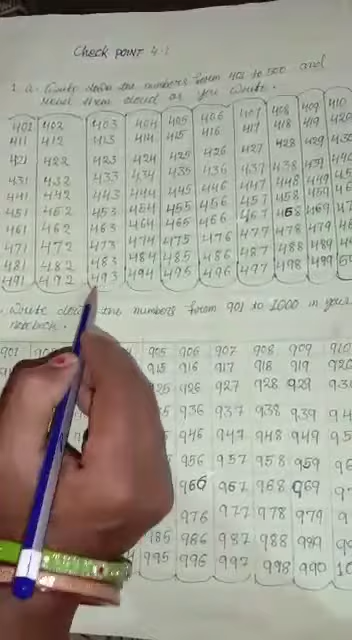 Check POINT 4.1
1 a. Write down the numbers from 401 to 500 and
read them aloud as you write.
401 402 403 404 405 406 407 408 409 410
411 412 413 414 415 416 417 418 419
421 422 423 424 425 426 427 428 429
431 432 433 434 435 436 437 438 439
441 442 443 444 445 446 447 448 449
451 452 453 454 455 456 457 458 459
461 462 463 464 465 466 467 468 469
471 472 473 474 475 476 477 478 479
481 482 483 484 485 486 487 488 489
491 492 493 494 495 496 497 498 499
Write down the numbers from 901 to 1000 in your
notebook.
901 905 906 907 908 909 910
915 916 917 918 919
926 927 928 929
936 937 938 939
946 947 948 949
956 957 958 959
966 967 968 969
976 977 978 979
986 987 988 989
995 996 997 998 990